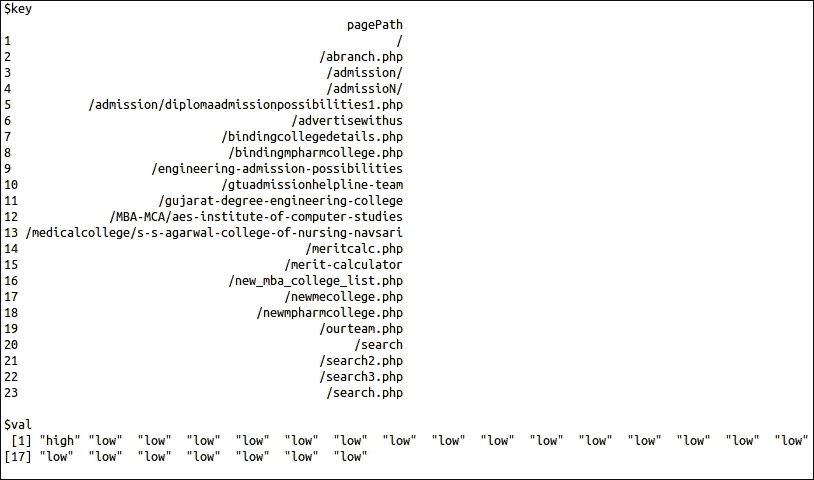 $key
pagePath
1 /
2 /abranch.php
3 /admission/
4 /admissioN/
5 /admission/diplomaadmissionpossibilities1.php
6 /advertisewithus
7 /bindingcollegedetails.php
8 /bindingmpharmcollege.php
9 /engineering-admission-possibilities
10 /gtuadmissionhelpline-team
11 /gujarat-degree-engineering-college
12 /MBA-MCA/aes-institute-of-computer-studies
13 /medicalcollege/s-s-agarwal-college-of-nursing-navsari
14 /meritcalc.php
15 /merit-calculator
16 /new_mba_college_list.php
17 /newmecollege.php
18 /newmpharmcollege.php
19 /ourteam.php
20 /search
21 /search2.php
22 /search3.php
23 /search.php
$val
[1] "high" "low" "low" "low" "low" "low" "low" "low" "low" "low" "low" "low" "low" "low" "low" "low"
[17] "low" "low" "low" "low" "low" "low" "low"